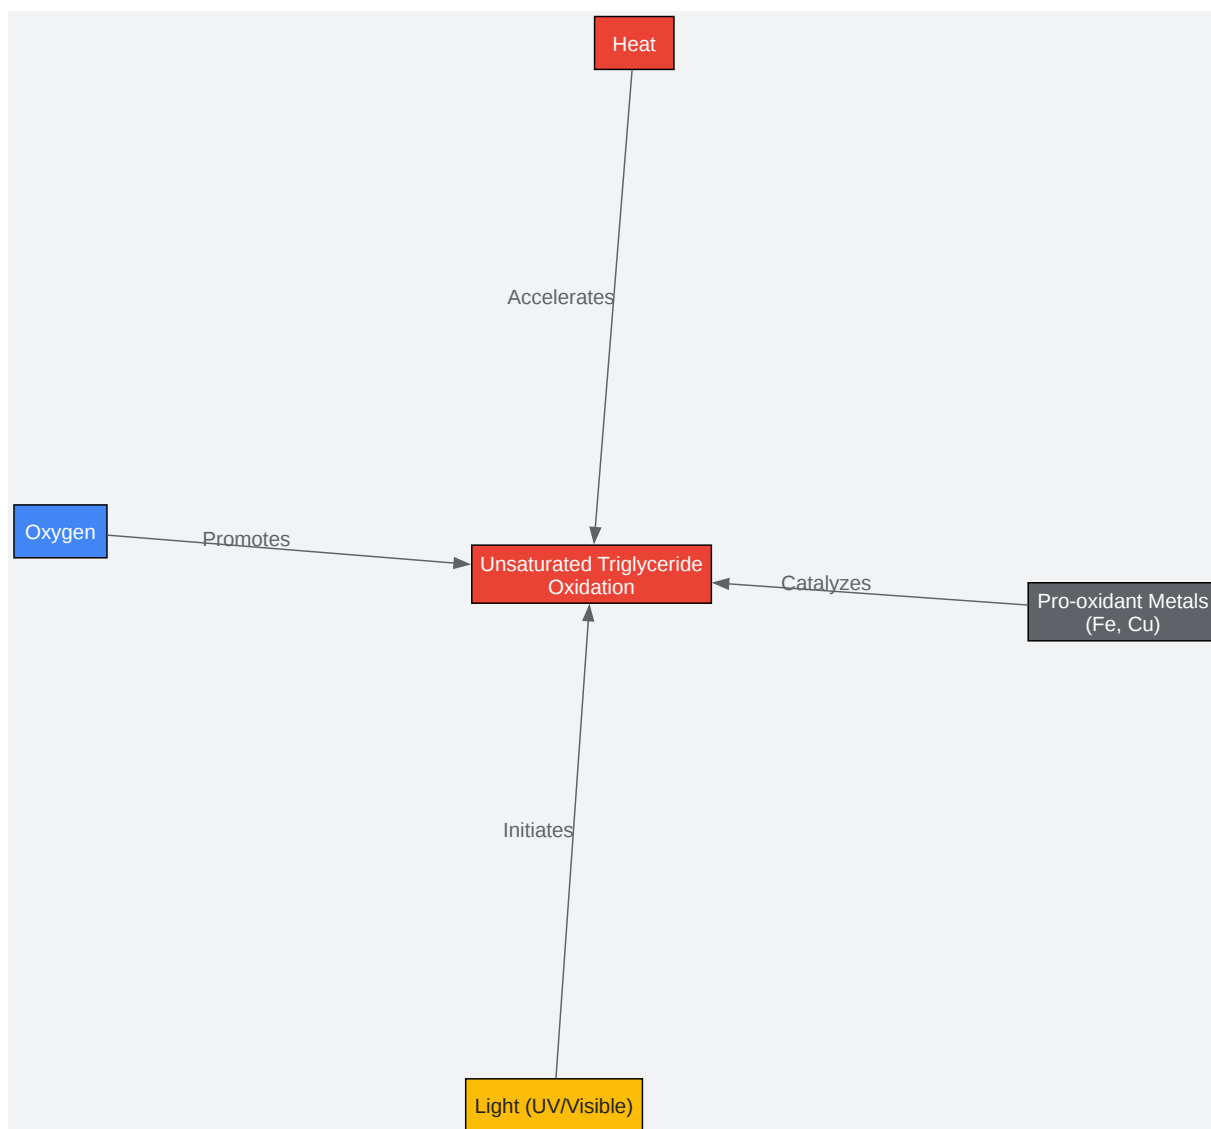 Heat
Accelerates
Oxygen
Promotes
Unsaturated Triglyceride
Oxidation
Catalyzes
Pro-oxidant Metals
(Fe, Cu)
Initiates
Light (UV/Visible)